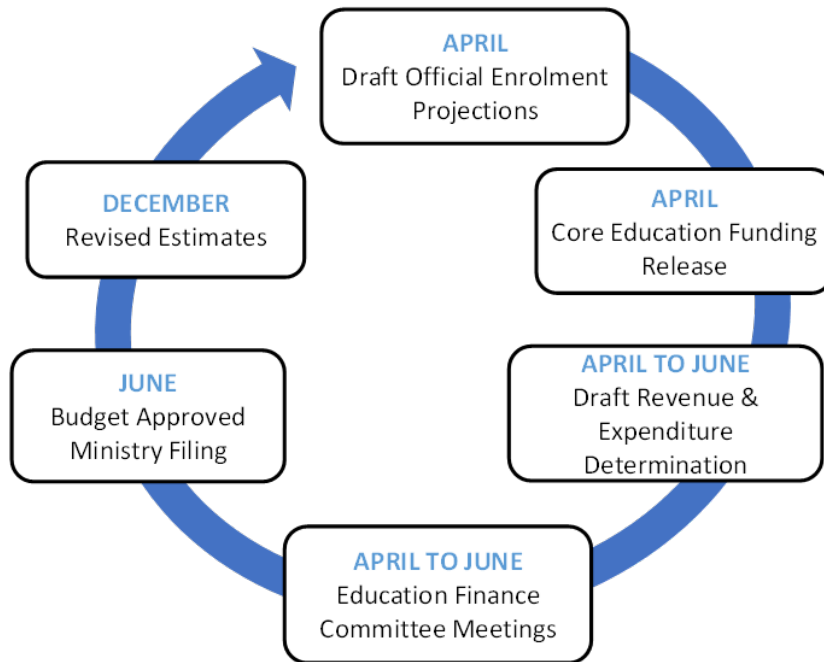 APRIL
Draft Official Enrolment
Projections
APRIL
Core Education Funding
Release
APRIL TO JUNE
Draft Revenue &
Expenditure
Determination
APRIL TO JUNE
Education Finance
Committee Meetings
JUNE
Budget Approved
Ministry Filing
DECEMBER
Revised Estimates